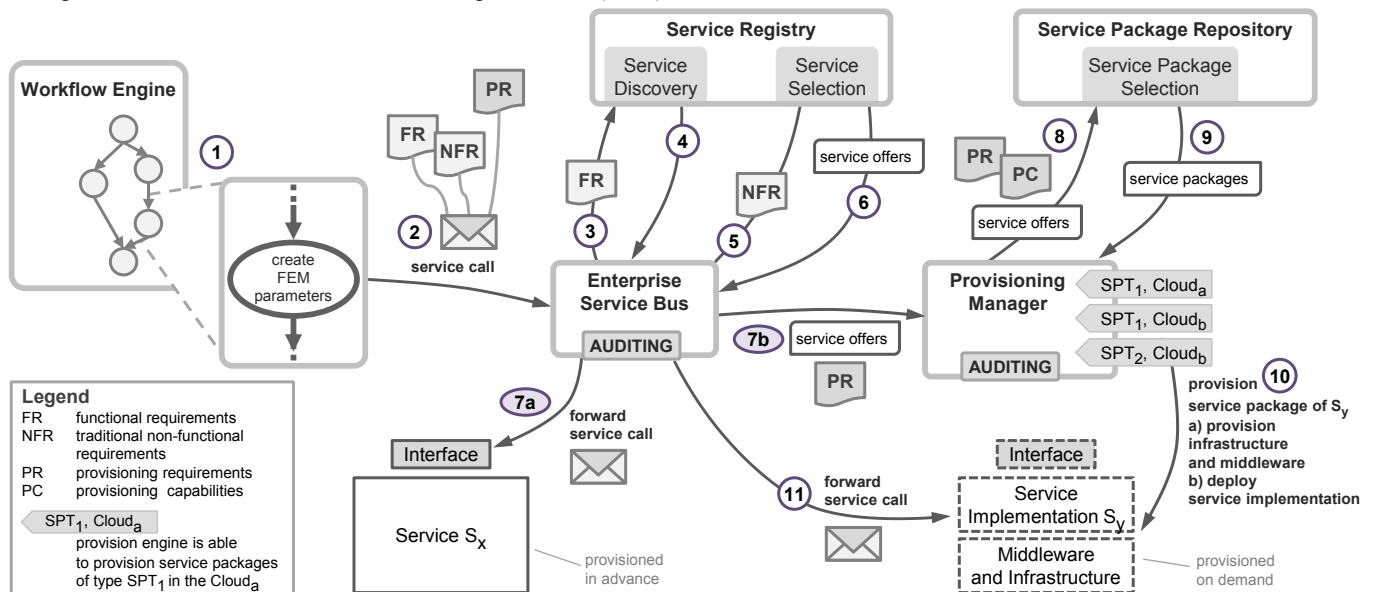 Service Registry
Service
Discovery
Service
Selection
Service Package Repository
Service Package
Selection
Workflow Engine
1
PR
FR
NFR
2
service call
create
FEM
parameters
FR
3
4
NFR
5
service offers
6
PR
PC
8
service offers
9
service packages
Enterprise
Service Bus
AUDITING
7b
service offers
PR
Provisioning
Manager
AUDITING
SPT1, Clouda
SPT1, Cloudb
SPT2, Cloudb
7a
forward
service call
Interface
Service Sx
provisioned
in advance
11
forward
service call
10
provision
service package of Sy
a) provision
infrastructure
and middleware
b) deploy
service implementation
Interface
Service
Implementation Sy
Middleware
and Infrastructure
provisioned
on demand
Legend
FR functional requirements
NFR traditional non-functional
requirements
PR provisioning requirements
PC provisioning capabilities
SPT1, Clouda
provision engine is able
to provision service packages
of type SPT1 in the Clouda